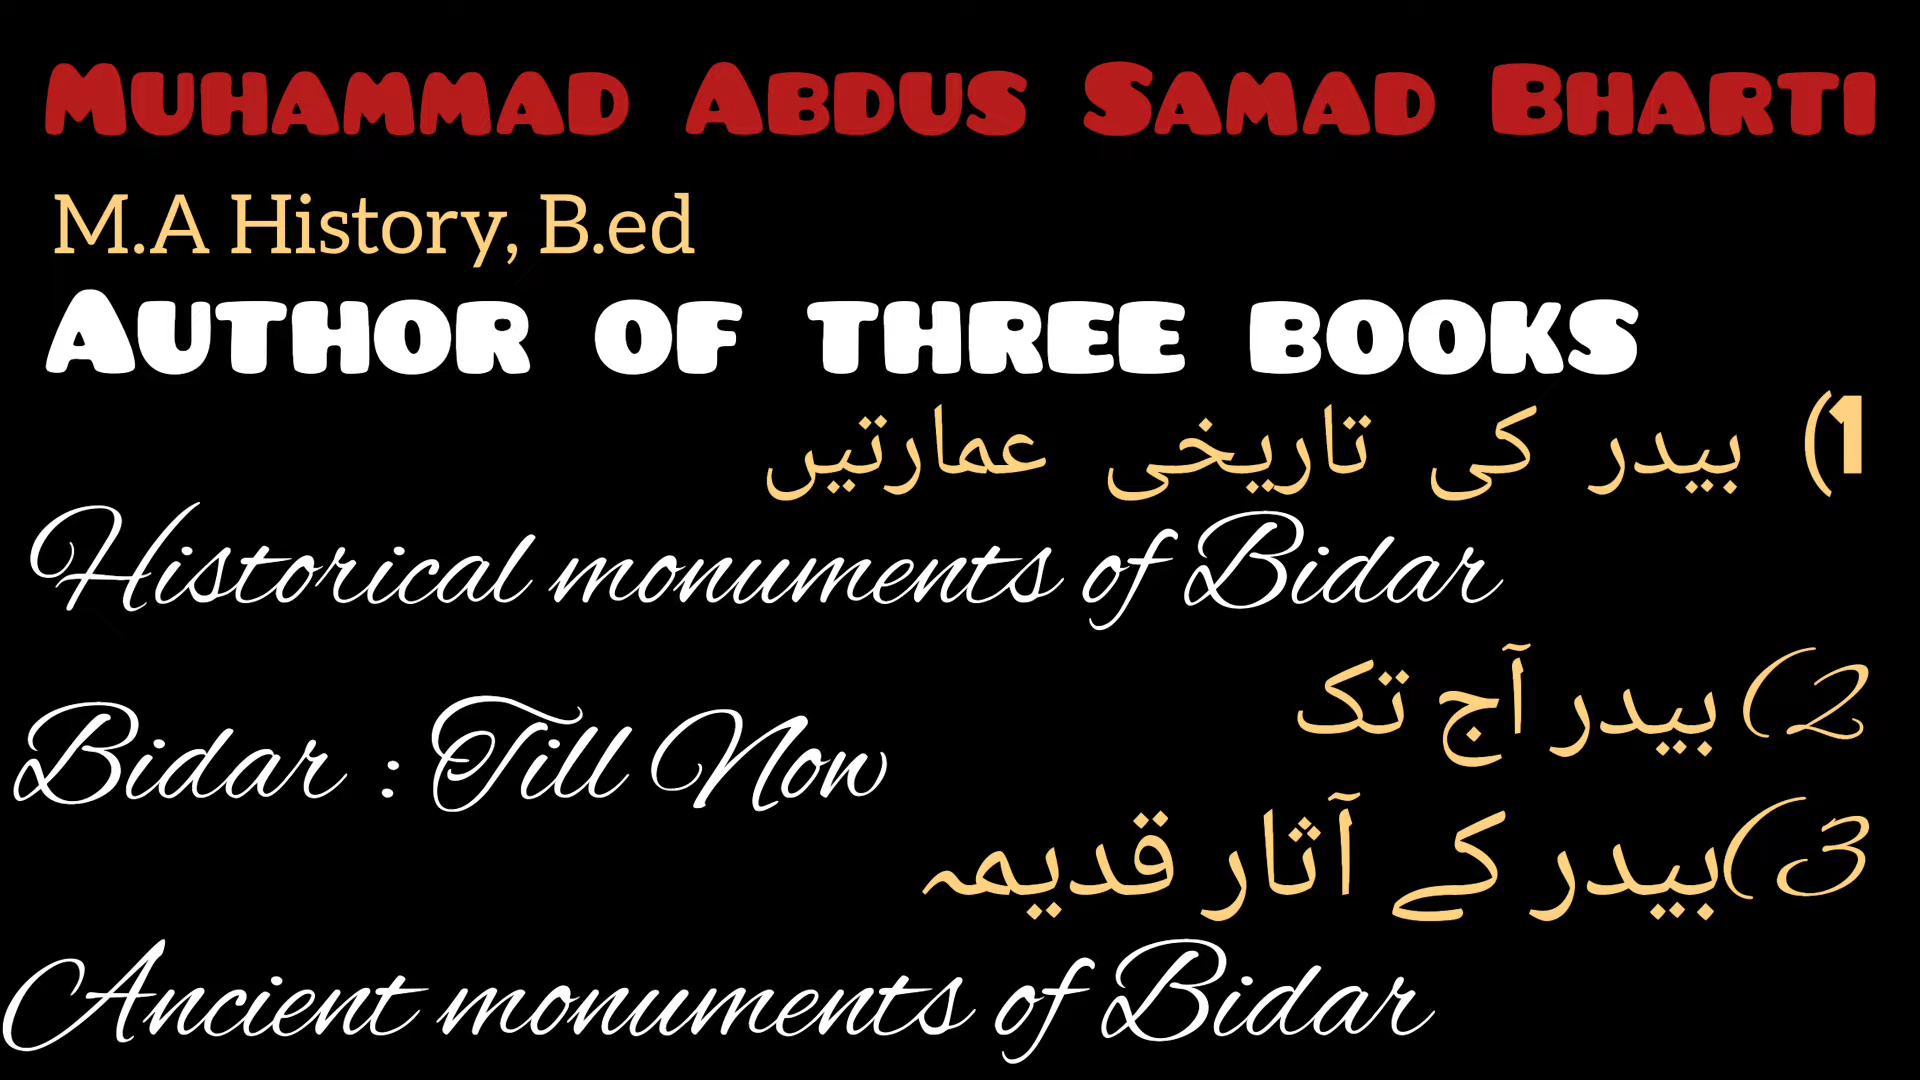 MUHAMMAD ABDUS SAMAD BHARTI
M.A History, B.ed
AUTHOR OF THREE BOOKS
1) بیدر کی تاریخی عمارتیں
Historical monuments of Bidar
2) بیدر آج تک
Bidar : Till Now
3) بیدر کے آثار قدیمہ
Ancient monuments of Bidar